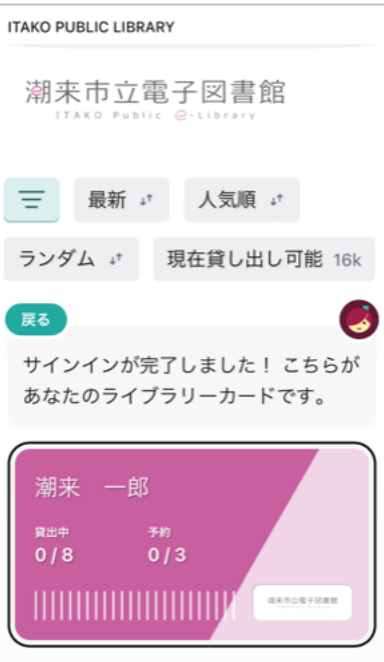 ITAKO PUBLIC LIBRARY
潮来市立電子図書館
ITAKO Public e-Library
最新
人気順
ランダム
現在貸し出し可能 16k
戻る
サインインが完了しました! こちらが
あなたのライブラリーカードです。
潮来 一郎
貸出中 予約
0/8 0/3
潮来市立電子図書館